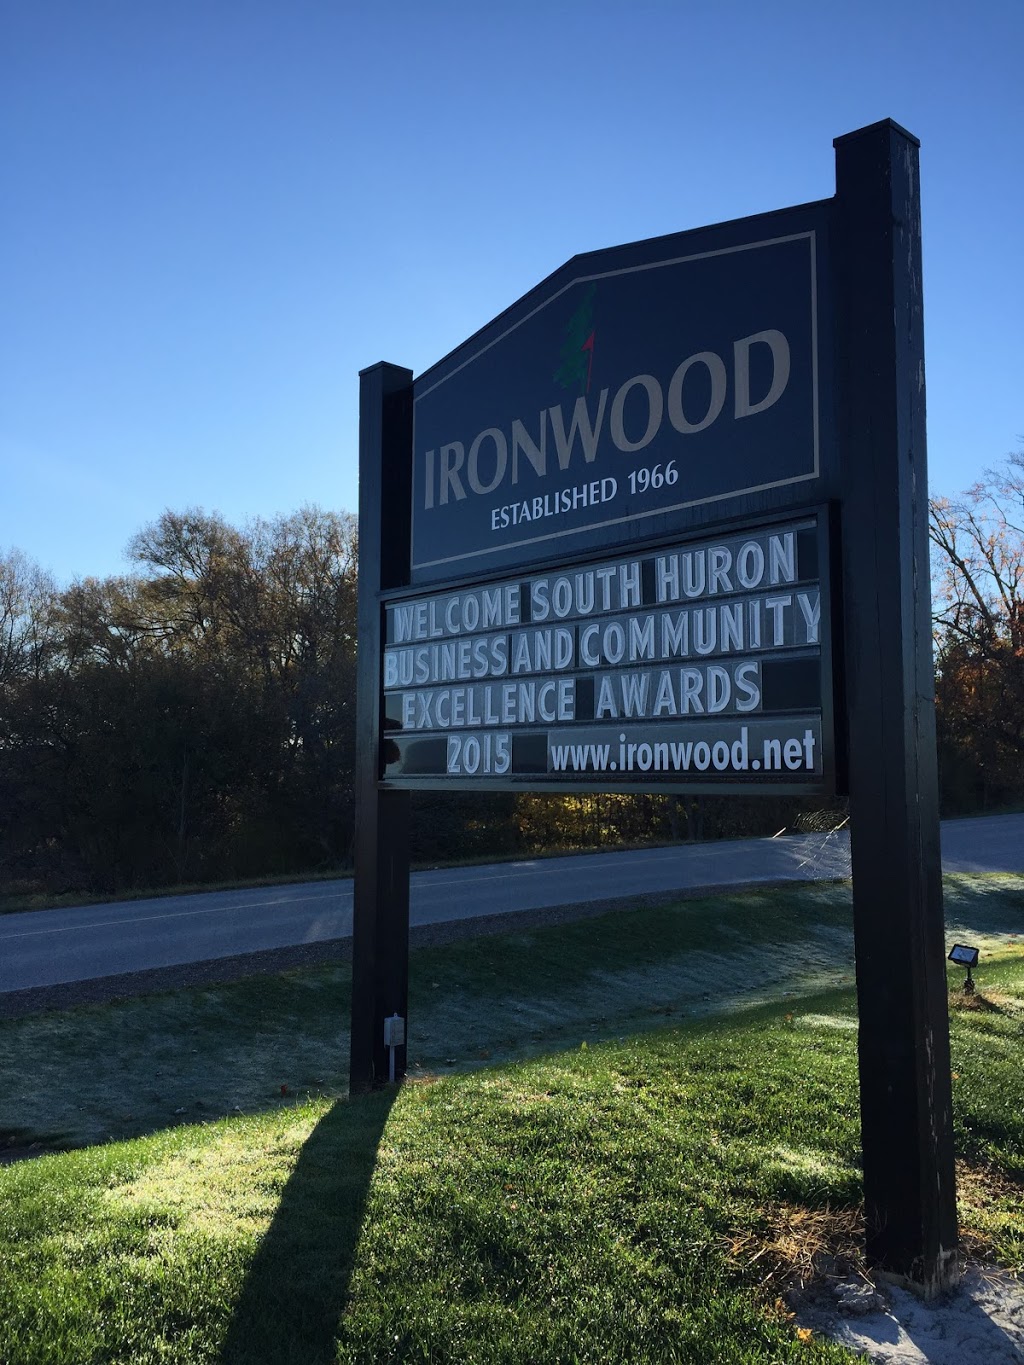 IRONWOOD
ESTABLISHED 1966
WELCOME SOUTH HURON
BUSINESS AND COMMUNITY
EXCELLENCE AWARDS
2015 www.ironwood.net